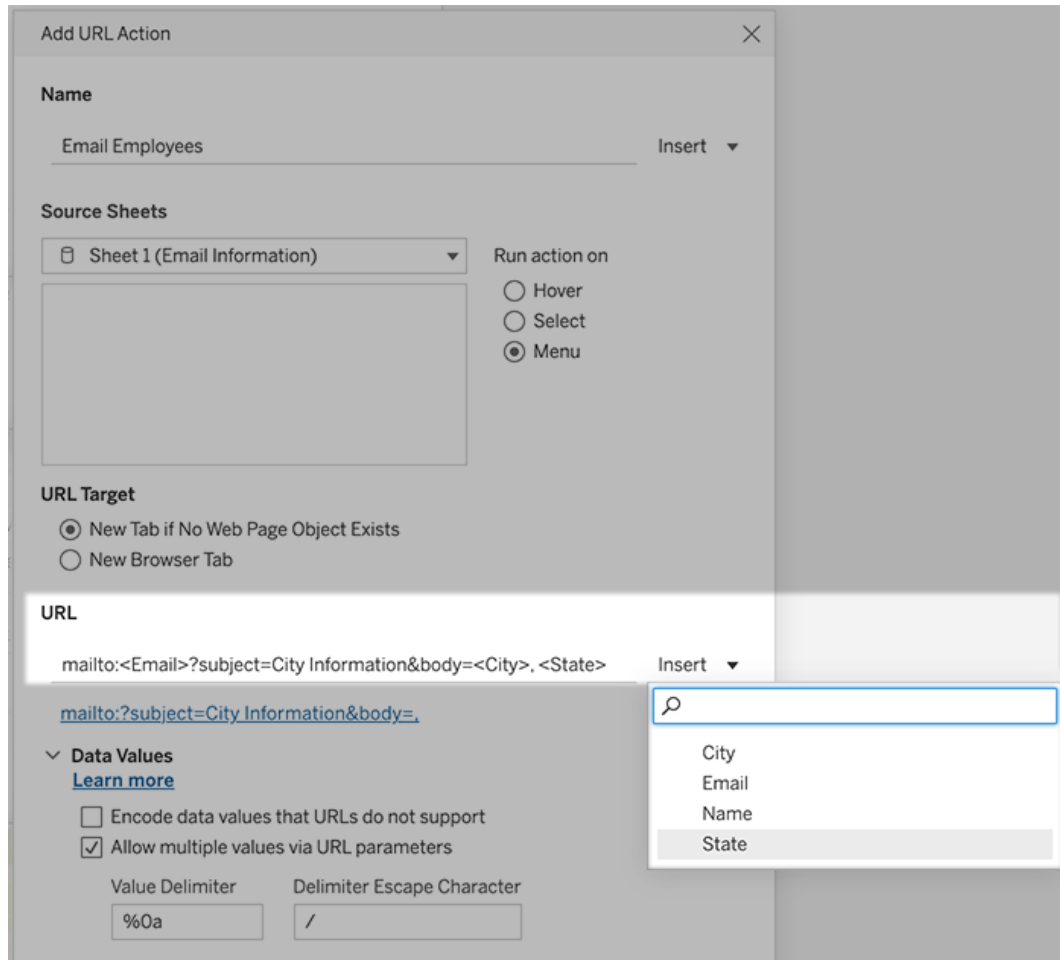 Add URL Action
Name
Email Employees Insert
Source Sheets
Sheet 1 (Email Information) Run action on
Hover
Select
Menu
URL Target
New Tab if No Web Page Object Exists
New Browser Tab
URL
mailto:<Email>?subject=City Information&body=<City>, <State> Insert
mailto:?subject=City Information&body=,
Data Values
Learn more
Encode data values that URLs do not support
Allow multiple values via URL parameters
Value Delimiter Delimiter Escape Character
%0a /
City
Email
Name
State